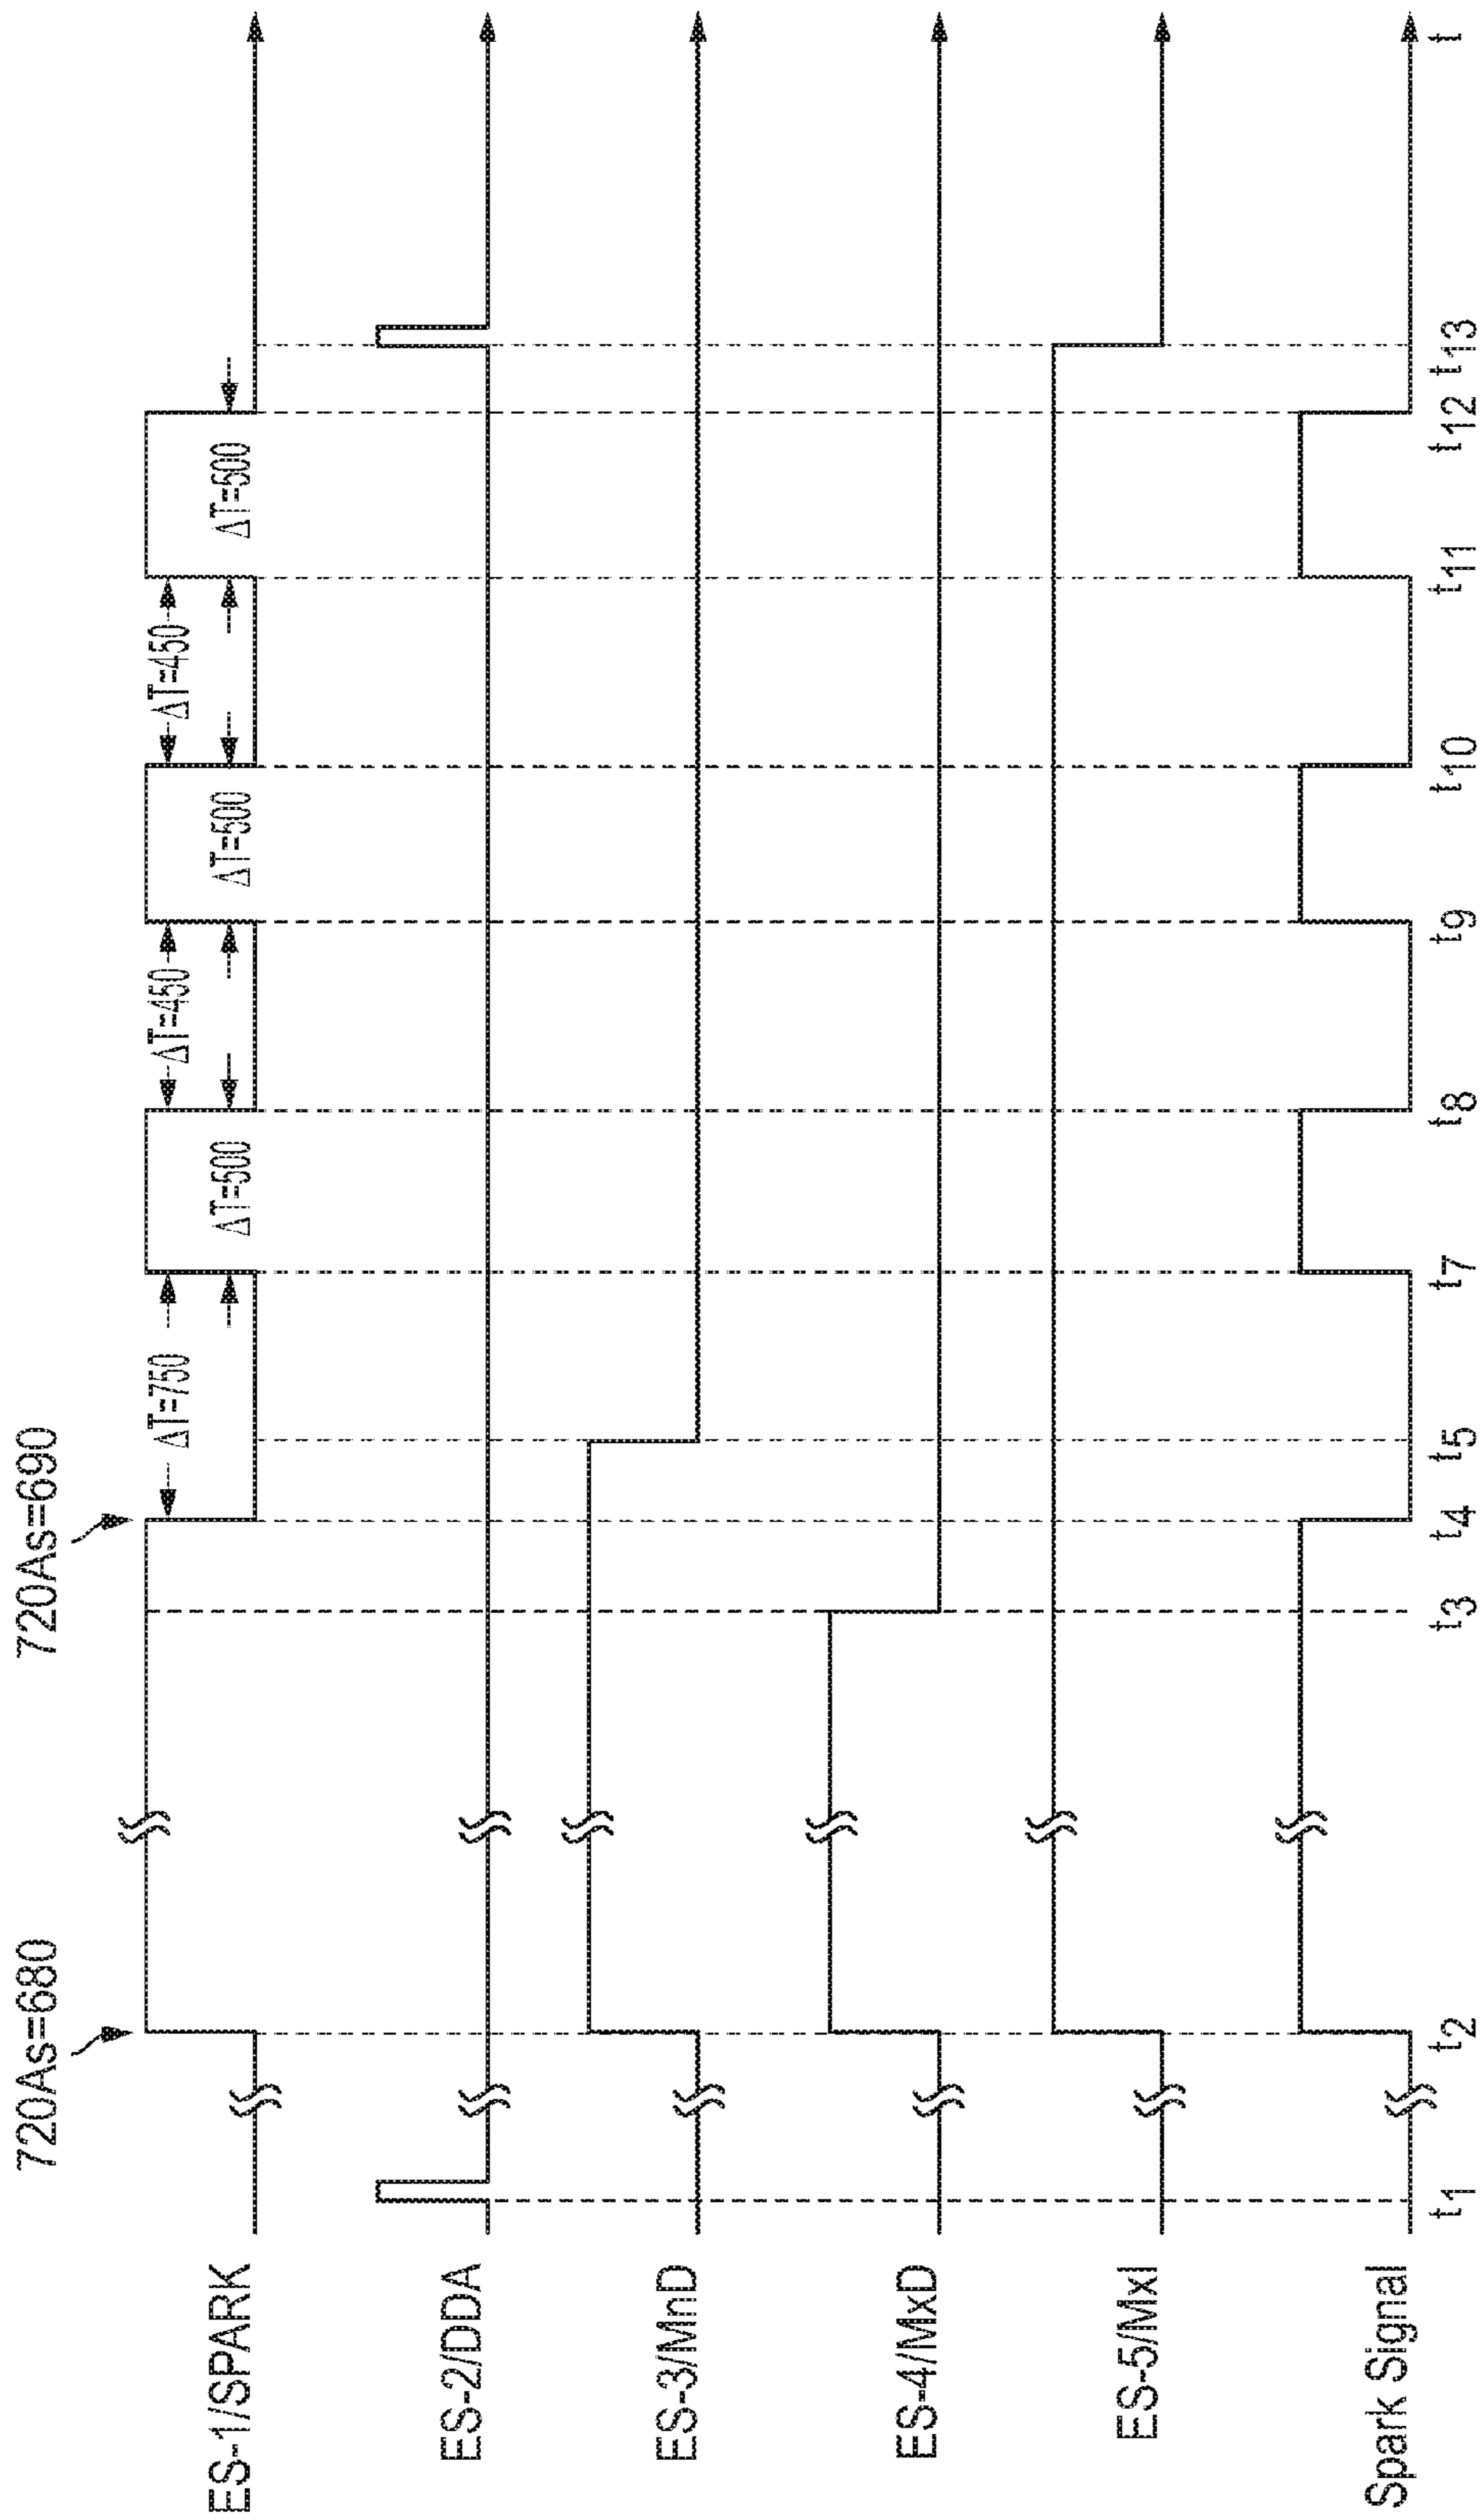 720As=680
720As=690
ES-1/SPARK
ΔT=750
ΔT=500
ΔT=450
ΔT=500
ΔT=450
ΔT=500
ES-2/DDA
ES-3/MnD
ES-4/MxD
ES-5/MxI
Spark Signal
t1 t2 t3 t4 t5 t7 t8 t9 t10 t11 t12 t13 t